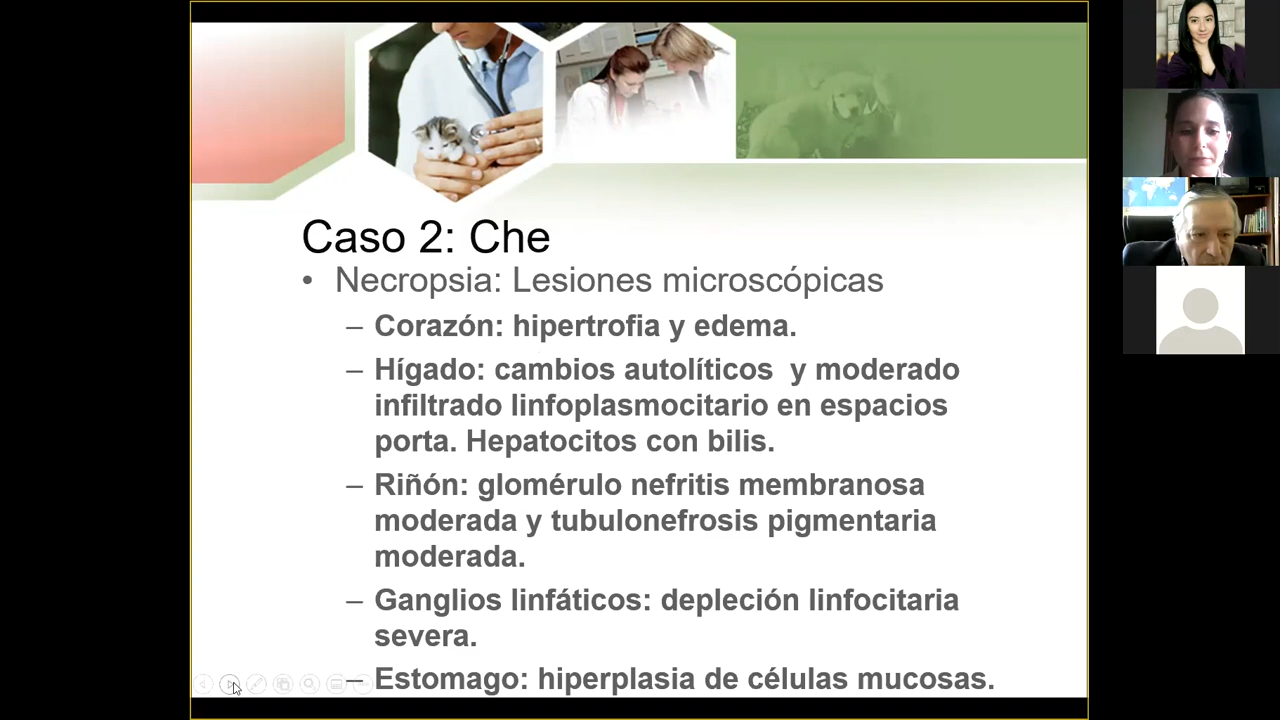 Caso 2: Che
• Necropsia: Lesiones microscópicas
– Corazón: hipertrofia y edema.
– Hígado: cambios autolíticos y moderado
infiltrado linfoplasmocitario en espacios
porta. Hepatocitos con bilis.
– Riñón: glomérulo nefritis membranosa
moderada y tubulonefrosis pigmentaria
moderada.
– Ganglios linfáticos: depleción linfocitaria
severa.
– Estomago: hiperplasia de células mucosas.